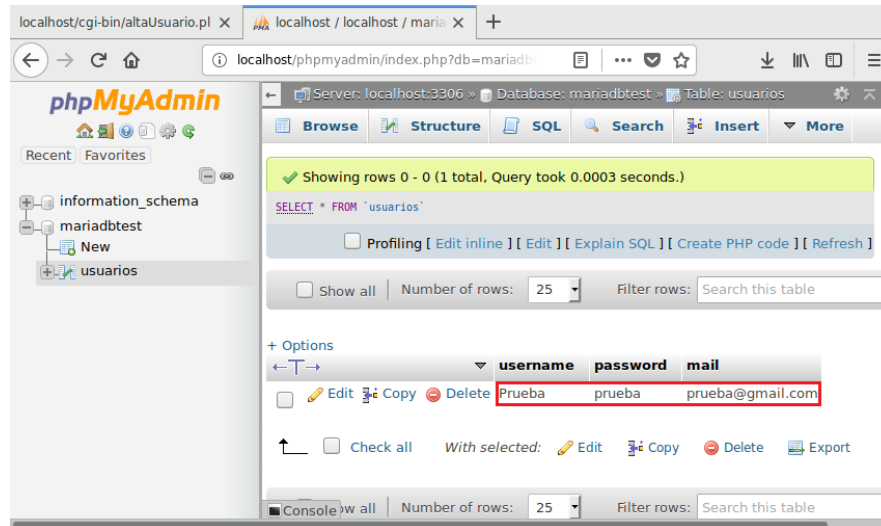 localhost/cgi-bin/altaUsuario.pl
localhost / localhost / maria
localhost/phpmyadmin/index.php?db=mariadb
phpMyAdmin
Recent Favorites
information_schema
mariadbtest
New
usuarios
Server: localhost:3306 » Database: mariadbtest » Table: usuarios
Browse Structure SQL Search Insert More
Showing rows 0 - 0 (1 total, Query took 0.0003 seconds.)
SELECT * FROM `usuarios`
Profiling [ Edit inline ] [ Edit ] [ Explain SQL ] [ Create PHP code ] [ Refresh ]
Show all Number of rows: 25 Filter rows: Search this table
+ Options
←T→ username password mail
Edit Copy Delete Prueba prueba prueba@gmail.com
Check all With selected: Edit Copy Delete Export
Console all Number of rows: 25 Filter rows: Search this table